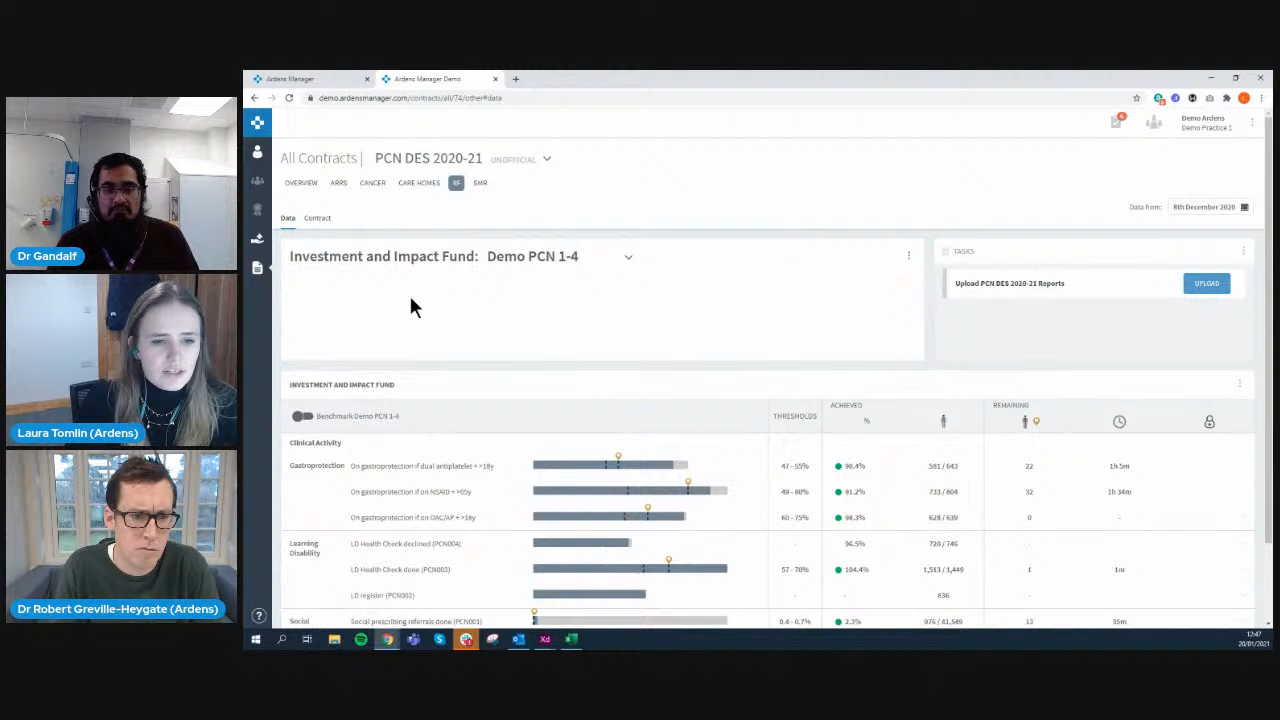 Ardens Manager
Ardens Manager Demo
demo.ardensmanager.com/contracts/all/74/other#data
Demo Ardens
Demo Practice 1
6
All Contracts | PCN DES 2020-21 UNOFFICIAL
OVERVIEW ARRS CANCER CARE HOMES IIF SMR
Data from: 8th December 2020
Data Contract
Investment and Impact Fund: Demo PCN 1-4
TASKS
Upload PCN DES 2020-21 Reports UPLOAD
INVESTMENT AND IMPACT FUND
Benchmark Demo PCN 1-4
THRESHOLDS ACHIEVED % REMAINING
Clinical Activity
Gastroprotection On gastroprotection if dual antiplatelet + >18y 47 - 55% 90.4% 581 / 643 22 1h 5m
On gastroprotection if on NSAID + >65y 49 - 80% 91.2% 733 / 804 32 1h 34m
On gastroprotection if on OAC/AP + >18y 60 - 75% 98.3% 628 / 639 0 -
Learning Disability LD Health Check declined (PCN004) - 96.5% 720 / 746 -
LD Health Check done (PCN003) 57 - 70% 104.4% 1,513 / 1,449 1 1m
LD register (PCN002) - - 836 -
Social Social prescribing referrals done (PCN001) 0.4 - 0.7% 2.3% 976 / 41,549 13 35m
Dr Gandalf
Laura Tomlin (Ardens)
Dr Robert Greville-Heygate (Ardens)
Xd
12:47
20/01/2021